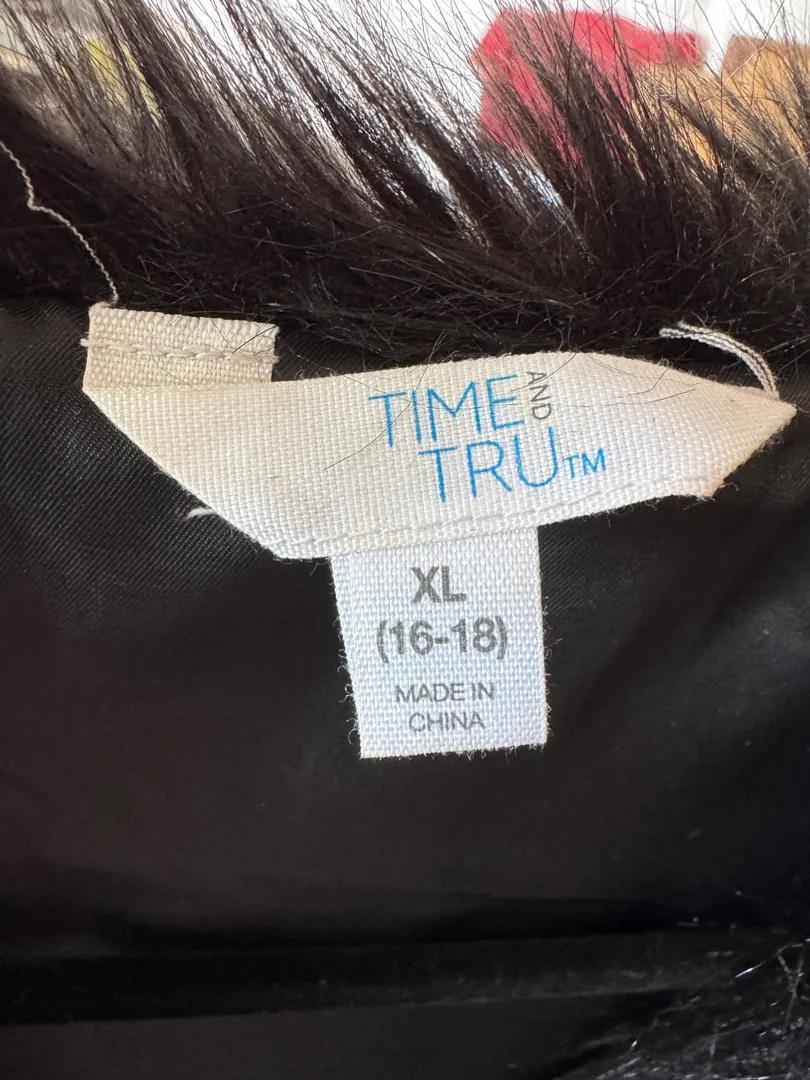 TIME AND
TRU™
XL
(16-18)
MADE IN
CHINA